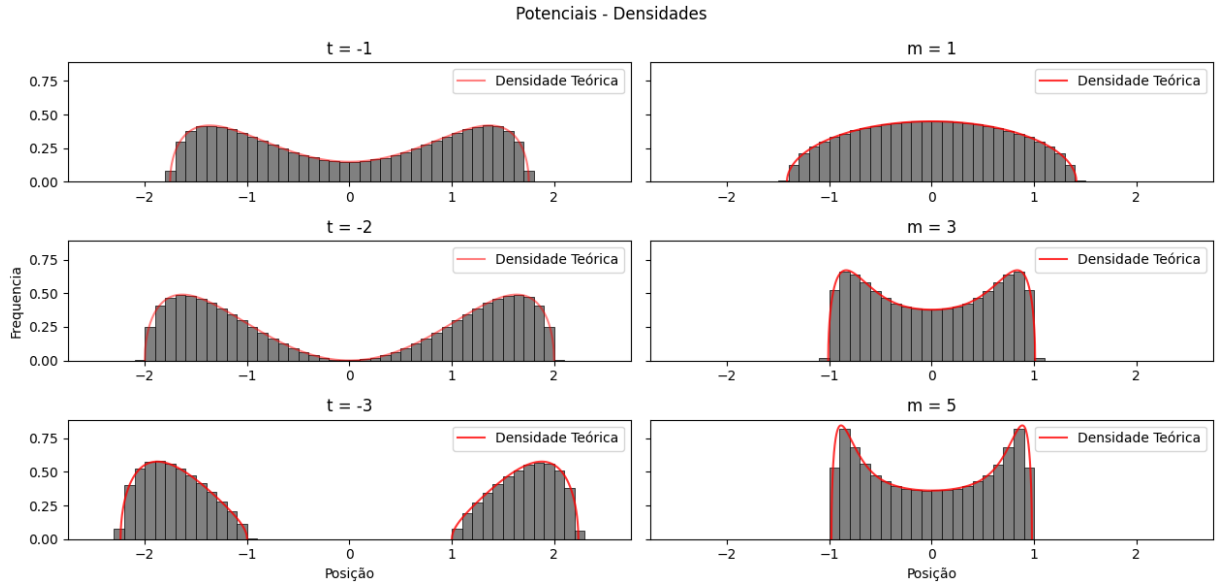 Potenciais - Densidades
t = -1
0.75
0.50
0.25
0.00
Densidade Teórica
−2 −1 0 1 2
m = 1
Densidade Teórica
−2 −1 0 1 2
t = -2
Frequencia
0.75
0.50
0.25
0.00
Densidade Teórica
−2 −1 0 1 2
m = 3
Densidade Teórica
−2 −1 0 1 2
t = -3
0.75
0.50
0.25
0.00
Densidade Teórica
−2 −1 0 1 2
Posição
m = 5
Densidade Teórica
−2 −1 0 1 2
Posição